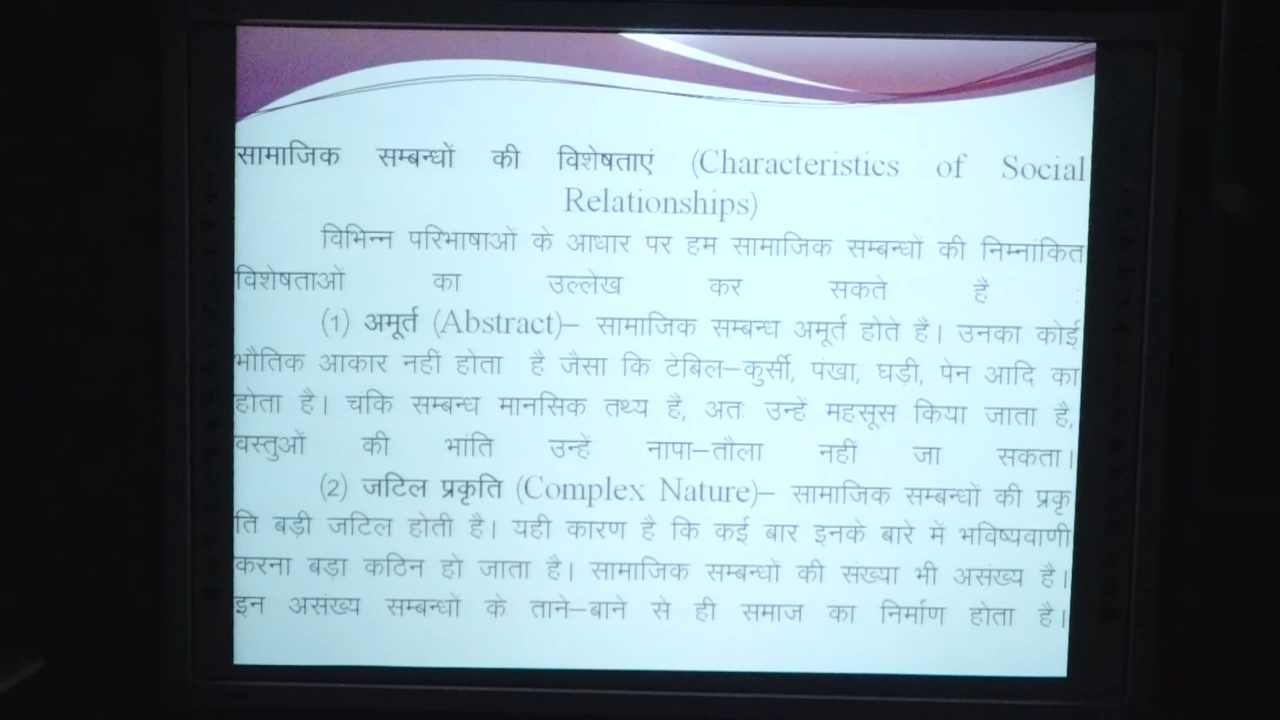 सामाजिक सम्बन्धों की विशेषताएं (Characteristics of Social
Relationships)
विभिन्न परिभाषाओं के आधार पर हम सामाजिक सम्बन्धों की निम्नांकित
विशेषताओं का उल्लेख कर सकते है :
(1) अमूर्त (Abstract)– सामाजिक सम्बन्ध अमूर्त होते हैं। उनका कोई
भौतिक आकार नहीं होता है जैसा कि टेबिल–कुर्सी, पंखा, घड़ी, पेन आदि का
होता है। चंकि सम्बन्ध मानसिक तथ्य है, अतः उन्हें महसूस किया जाता है,
वस्तुओं की भांति उन्हें नापा–तौला नहीं जा सकता।
(2) जटिल प्रकृति (Complex Nature)– सामाजिक सम्बन्धों की प्रकृ
ति बड़ी जटिल होती है। यही कारण है कि कई बार इनके बारे में भविष्यवाणी
करना बड़ा कठिन हो जाता है। सामाजिक सम्बन्धों की संख्या भी असंख्य है।
इन असंख्य सम्बन्धों के ताने–बाने से ही समाज का निर्माण होता है।